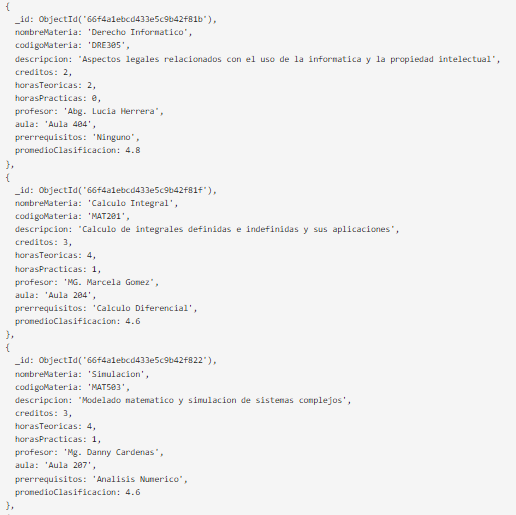 {
_id: ObjectId('66f4a1ebcd433e5c9b42f81b'),
nombreMateria: 'Derecho Informatico',
codigoMateria: 'DRE305',
descripcion: 'Aspectos legales relacionados con el uso de la informatica y la propiedad intelectual',
creditos: 2,
horasTeoricas: 2,
horasPracticas: 0,
profesor: 'Abg. Lucia Herrera',
aula: 'Aula 404',
prerrequisitos: 'Ninguno',
promedioClasificacion: 4.8
},
{
_id: ObjectId('66f4a1ebcd433e5c9b42f81f'),
nombreMateria: 'Calculo Integral',
codigoMateria: 'MAT201',
descripcion: 'Calculo de integrales definidas e indefinidas y sus aplicaciones',
creditos: 3,
horasTeoricas: 4,
horasPracticas: 1,
profesor: 'MG. Marcela Gomez',
aula: 'Aula 204',
prerrequisitos: 'Calculo Diferencial',
promedioClasificacion: 4.6
},
{
_id: ObjectId('66f4a1ebcd433e5c9b42f822'),
nombreMateria: 'Simulacion',
codigoMateria: 'MAT503',
descripcion: 'Modelado matematico y simulacion de sistemas complejos',
creditos: 3,
horasTeoricas: 4,
horasPracticas: 1,
profesor: 'Mg. Danny Cardenas',
aula: 'Aula 207',
prerrequisitos: 'Analisis Numerico',
promedioClasificacion: 4.6
},